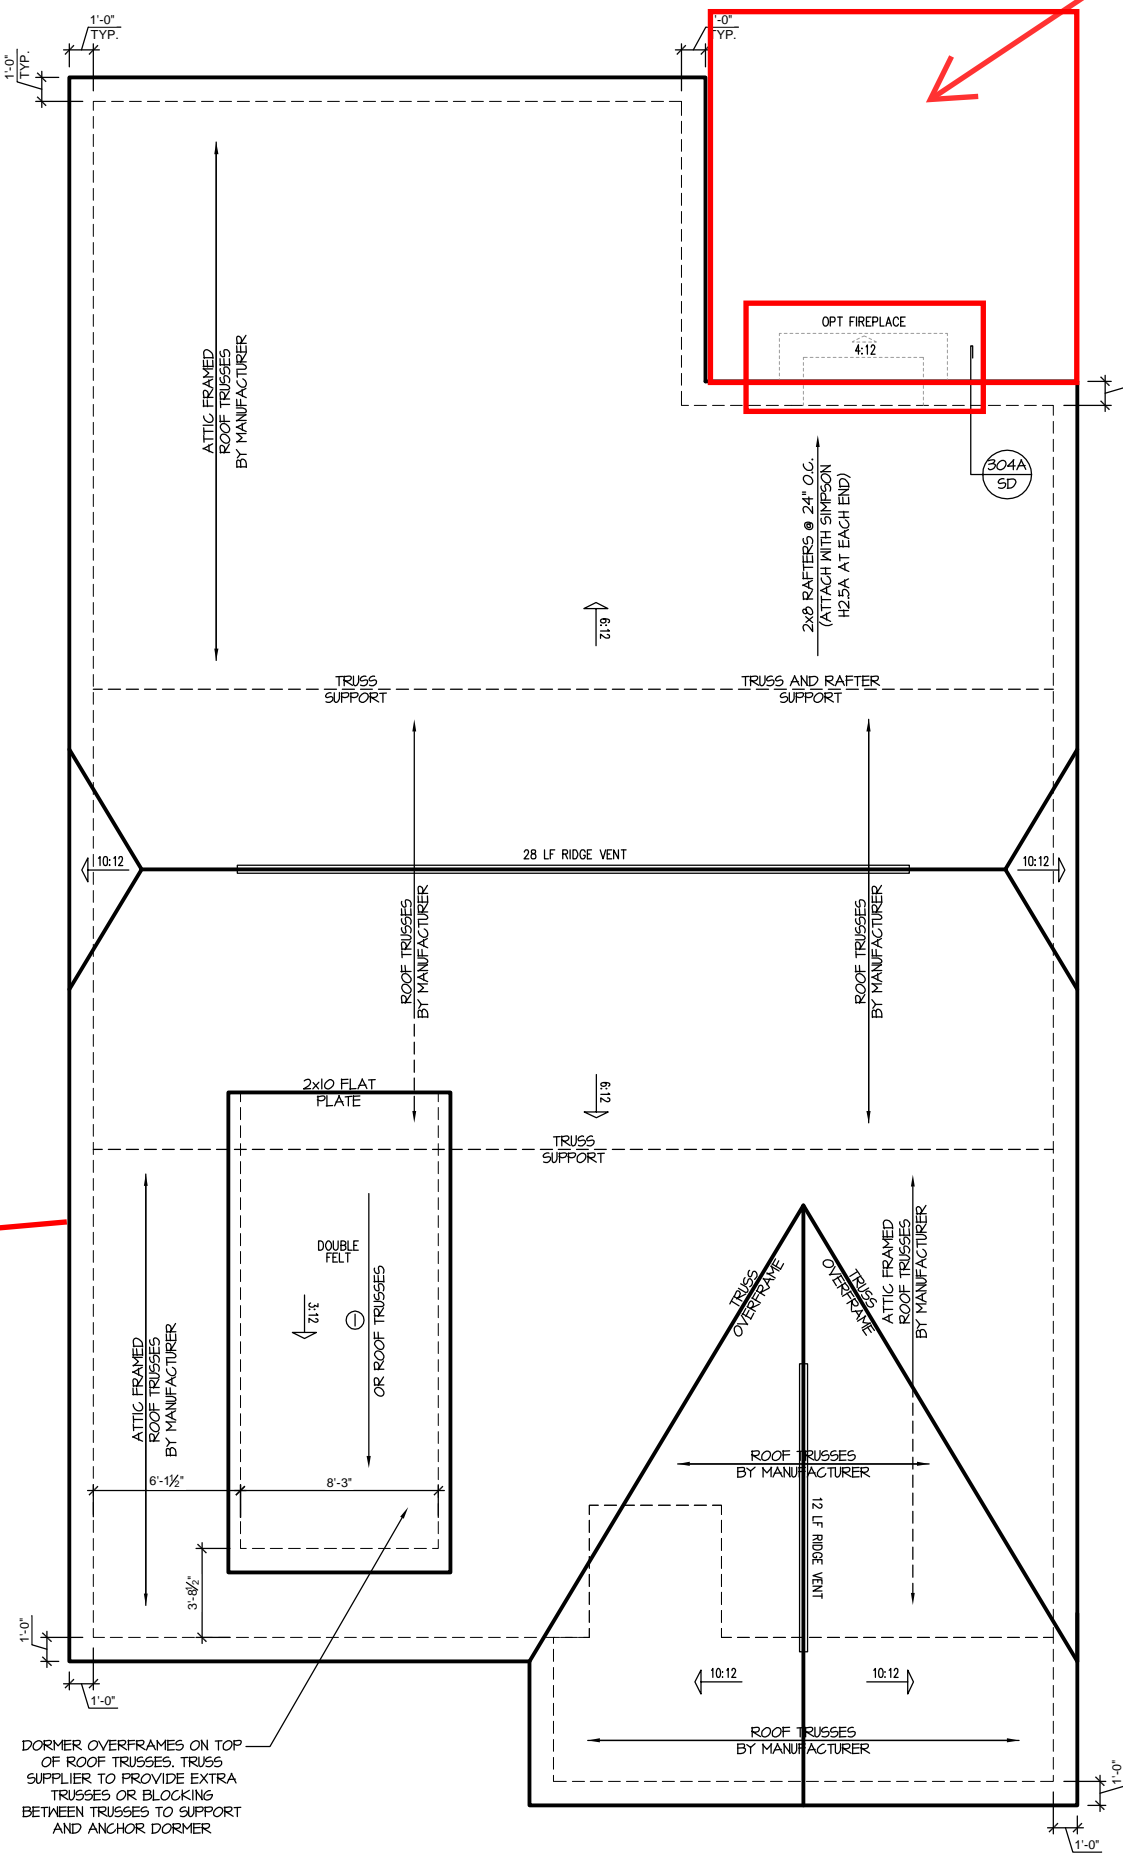 1'-0"
TYP.
1'-0"
TYP.
1'-0"
TYP.
OPT FIREPLACE
4:12
304A
SD
ATTIC FRAMED
ROOF TRUSSES
BY MANUFACTURER
2x8 RAFTERS @ 24" O.C.
(ATTACH WITH SIMPSON
H2.5A AT EACH END)
6:12
TRUSS
SUPPORT
TRUSS AND RAFTER
SUPPORT
28 LF RIDGE VENT
10:12
10:12
ROOF TRUSSES
BY MANUFACTURER
ROOF TRUSSES
BY MANUFACTURER
2x10 FLAT
PLATE
6:12
TRUSS
SUPPORT
DOUBLE
FELT
3:12
1
OR ROOF TRUSSES
ATTIC FRAMED
ROOF TRUSSES
BY MANUFACTURER
TRUSS
OVERFRAME
TRUSS
OVERFRAME
ATTIC FRAMED
ROOF TRUSSES
BY MANUFACTURER
6'-1½"
8'-3"
3'-8½"
ROOF TRUSSES
BY MANUFACTURER
12 LF RIDGE VENT
1'-0"
1'-0"
10:12
10:12
ROOF TRUSSES
BY MANUFACTURER
DORMER OVERFRAMES ON TOP
OF ROOF TRUSSES. TRUSS
SUPPLIER TO PROVIDE EXTRA
TRUSSES OR BLOCKING
BETWEEN TRUSSES TO SUPPORT
AND ANCHOR DORMER
1'-0"
1'-0"